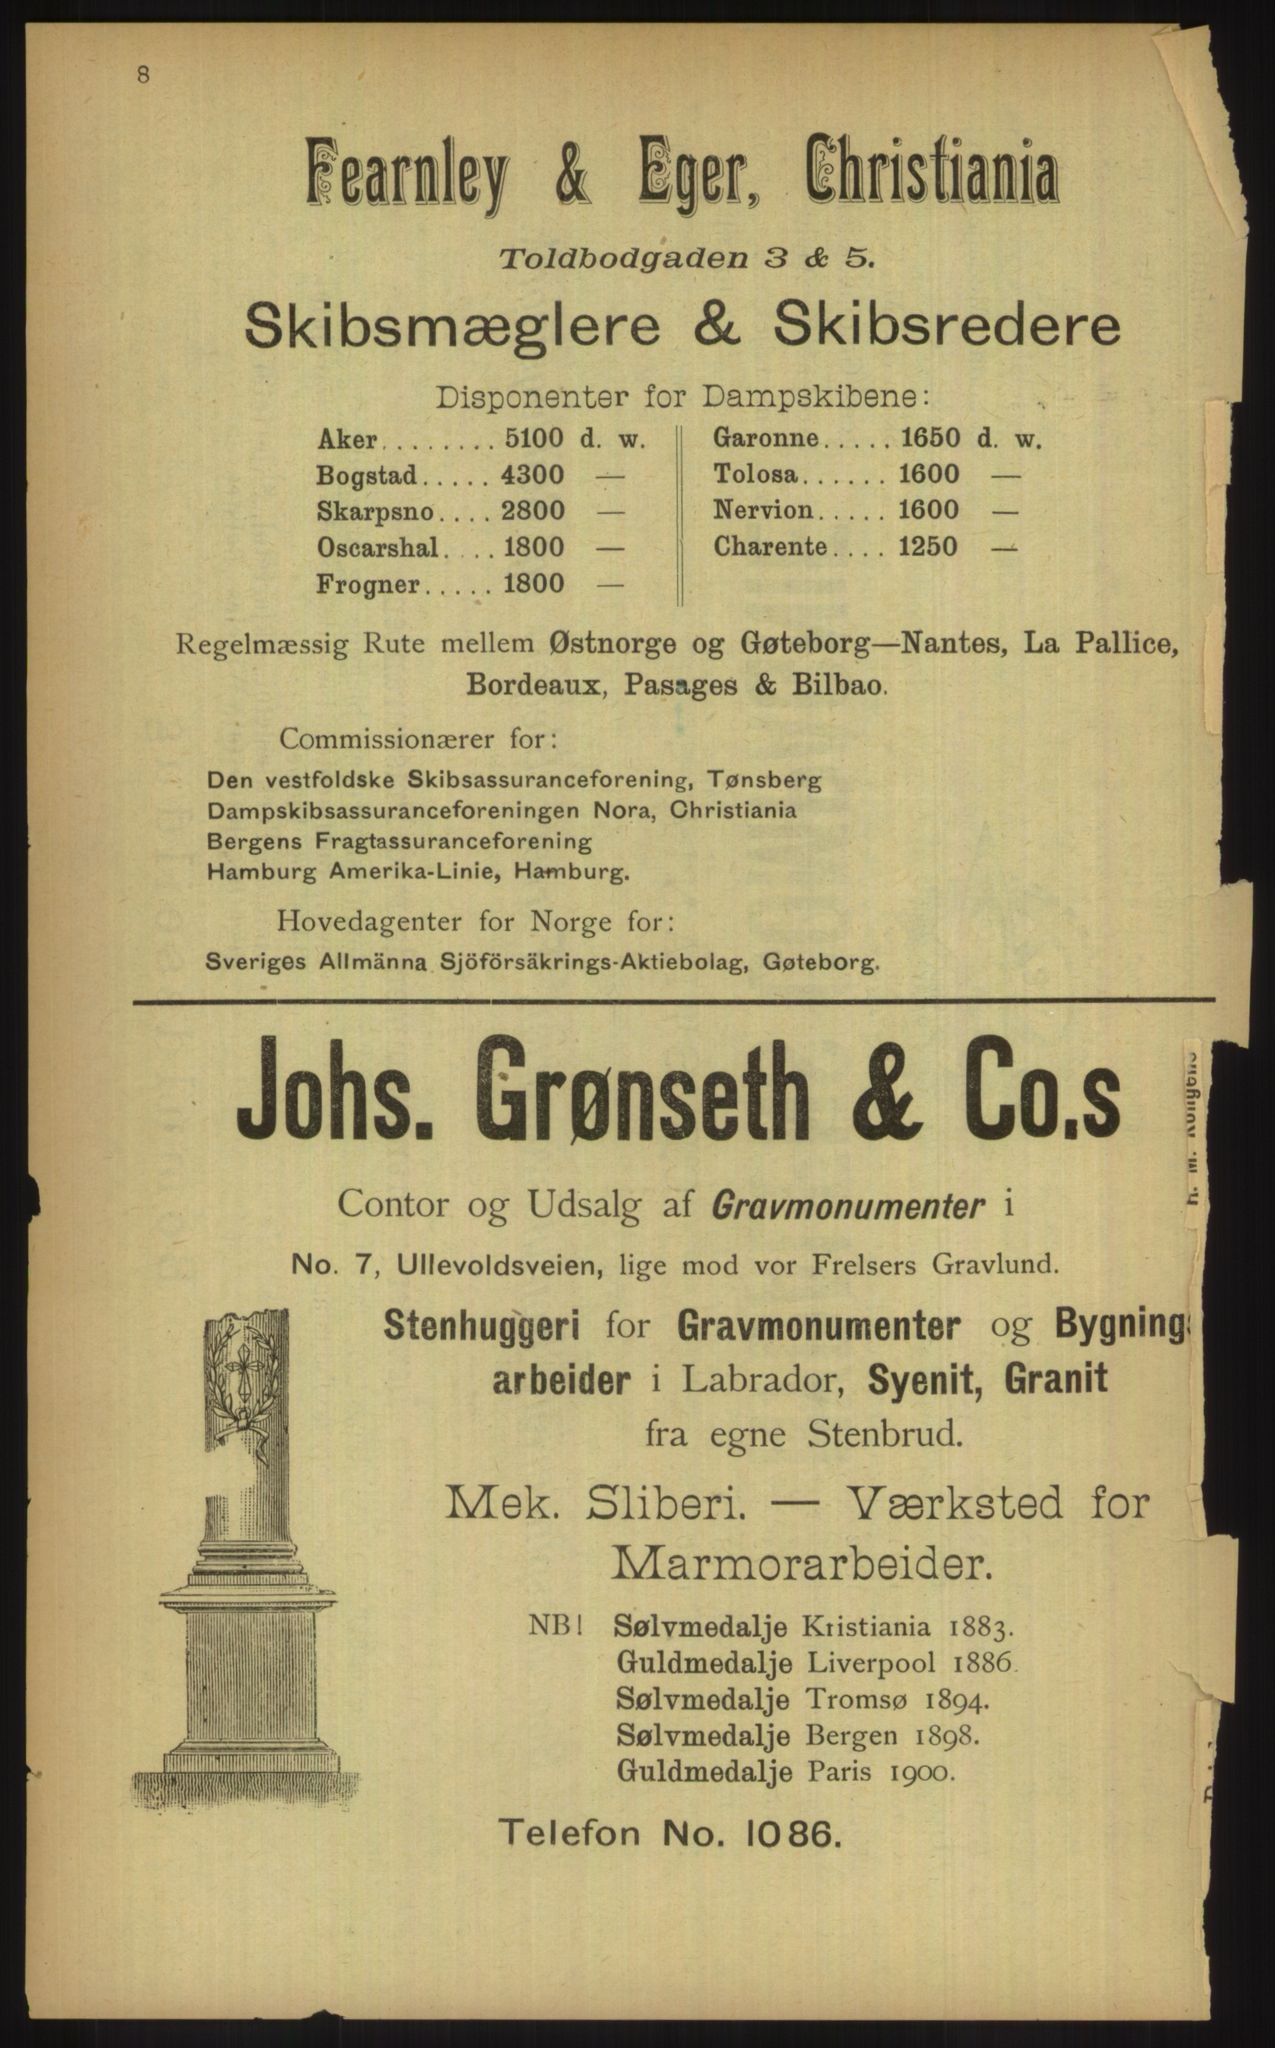 8
Fearnley & Eger, Christiania
Toldbodgaden 3 & 5.
Skibsmæglere & Skibsredere
Disponenter for Dampskibene:
Aker........ 5100 d. w.
Bogstad..... 4300 —
Skarpsno.... 2800 —
Oscarshal.... 1800 —
Frogner..... 1800 —
Garonne..... 1650 d. w.
Tolosa...... 1600 —
Nervion..... 1600 —
Charente.... 1250 —
Regelmæssig Rute mellem Østnorge og Gøteborg—Nantes, La Pallice,
Bordeaux, Pasages & Bilbao.
Commissionærer for:
Den vestfoldske Skibsassuranceforening, Tønsberg
Dampskibsassuranceforeningen Nora, Christiania
Bergens Fragtassuranceforening
Hamburg Amerika-Linie, Hamburg.
Hovedagenter for Norge for:
Sveriges Allmänna Sjöförsäkrings-Aktiebolag, Gøteborg.
Johs. Grønseth & Co.s
Contor og Udsalg af Gravmonumenter i
No. 7, Ullevoldsveien, lige mod vor Frelsers Gravlund.
Stenhuggeri for Gravmonumenter og Bygning
arbeider i Labrador, Syenit, Granit
fra egne Stenbrud.
Mek. Sliberi. — Værksted for
Marmorarbeider.
NB! Sølvmedalje Kristiania 1883.
Guldmedalje Liverpool 1886.
Sølvmedalje Tromsø 1894.
Sølvmedalje Bergen 1898.
Guldmedalje Paris 1900.
Telefon No. 1086.